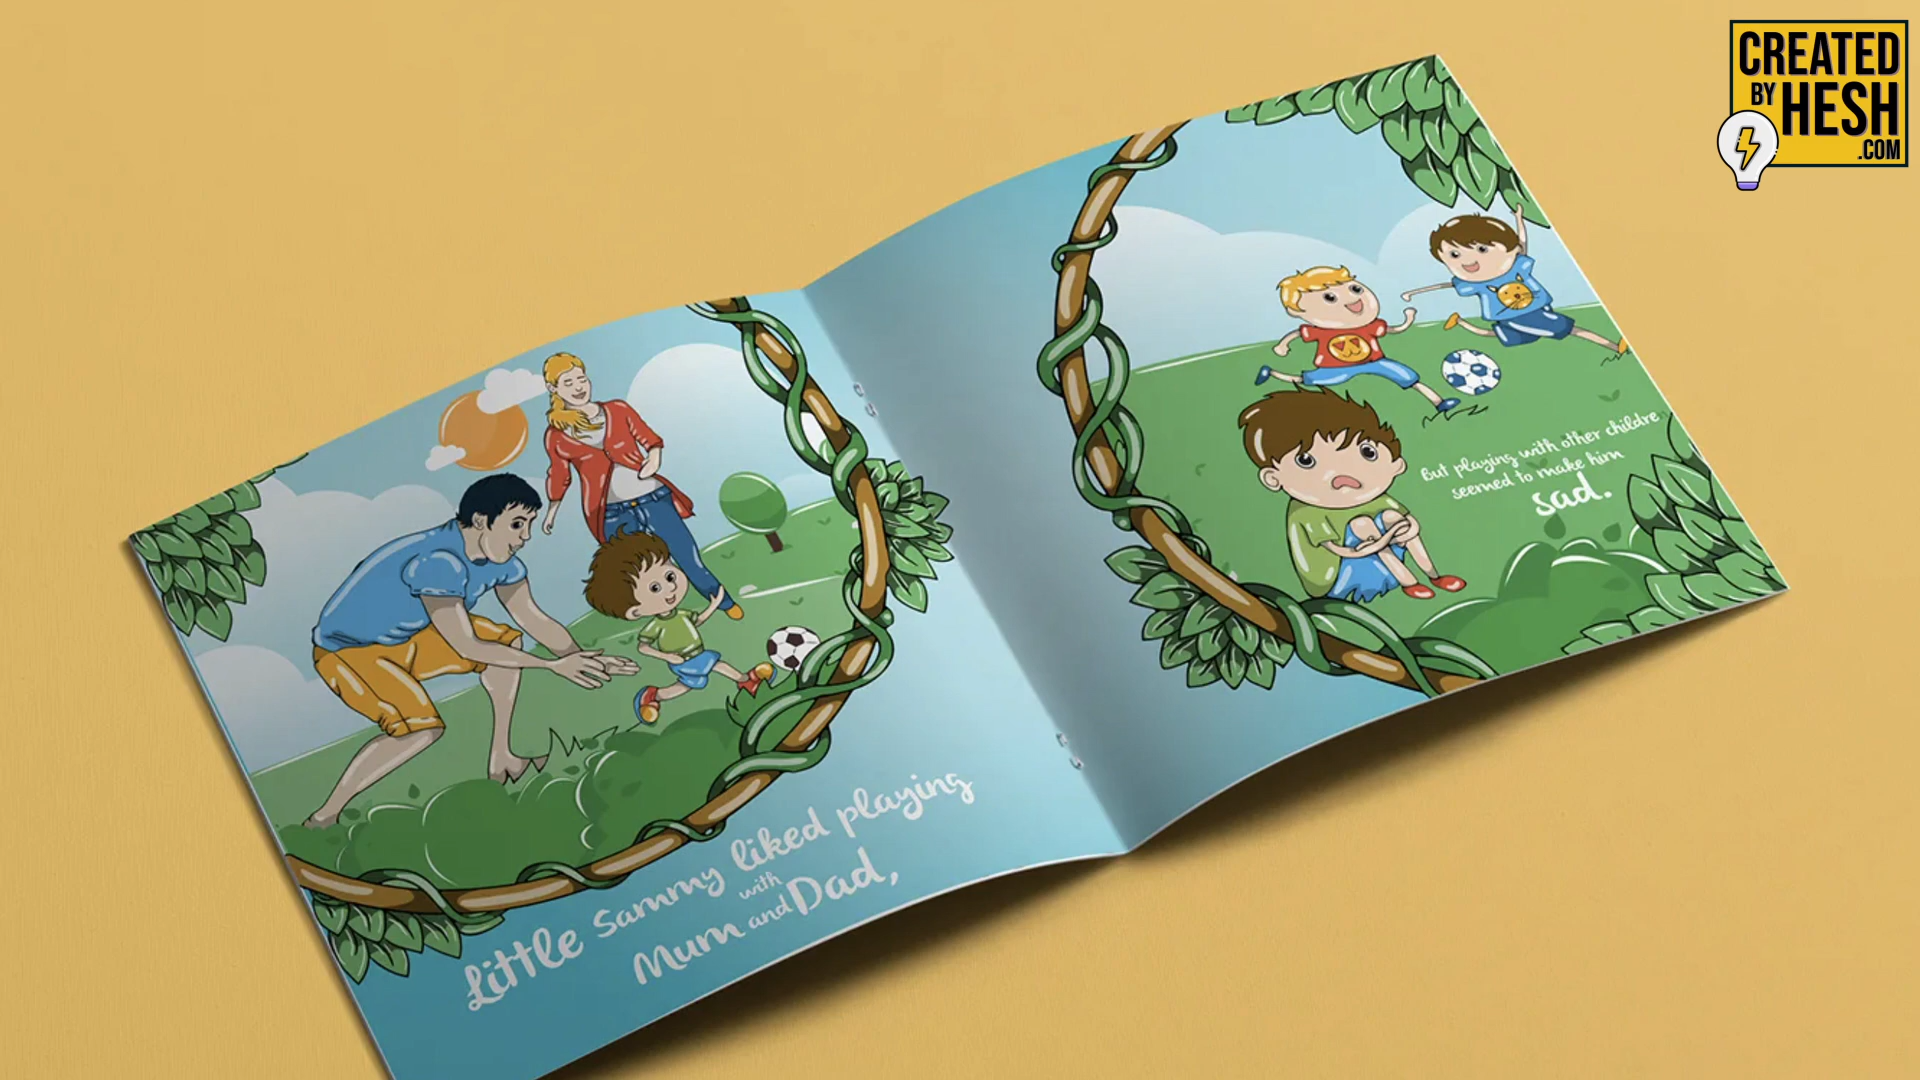 CREATED
BY HESH
.COM
Little Sammy liked playing
with
Mum and Dad,
But playing with other childre
seemed to make him
sad.